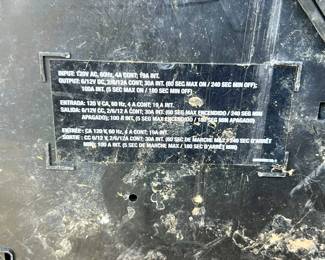 INPUT: 120V AC, 60Hz, 4A CONT; 19A INT.
OUTPUT: 6/12V DC, 2/6/12A CONT; 30A INT. (60 SEC MAX ON / 240 SEC MIN OFF);
100A INT. (5 SEC MAX ON / 180 SEC MIN OFF)
ENTRADA: 120 V CA, 60 Hz, 4 A CONT; 19 A INT.
SALIDA: 6/12V CC, 2/6/12 A CONT; 30 A INT. (60 SEG MAX ENCENDIDO / 240 SEG MIN
APAGADO); 100 A INT. (5 SEG MAX ENCENDIDO / 180 SEG MIN APAGADO)
ENTRÉE: CA 120 V, 60 Hz, 4 A CONT; 19A INT.
SORTIE : CC 6/12 V, 2/6/12A CONT; 30A INT. (60 SEC DE MARCHE MAX / 240 SEC D'ARRÊT
MIN); 100 A INT. (5 SEC DE MARCHE MAX / 180 SEC D'ARRÊT MIN)